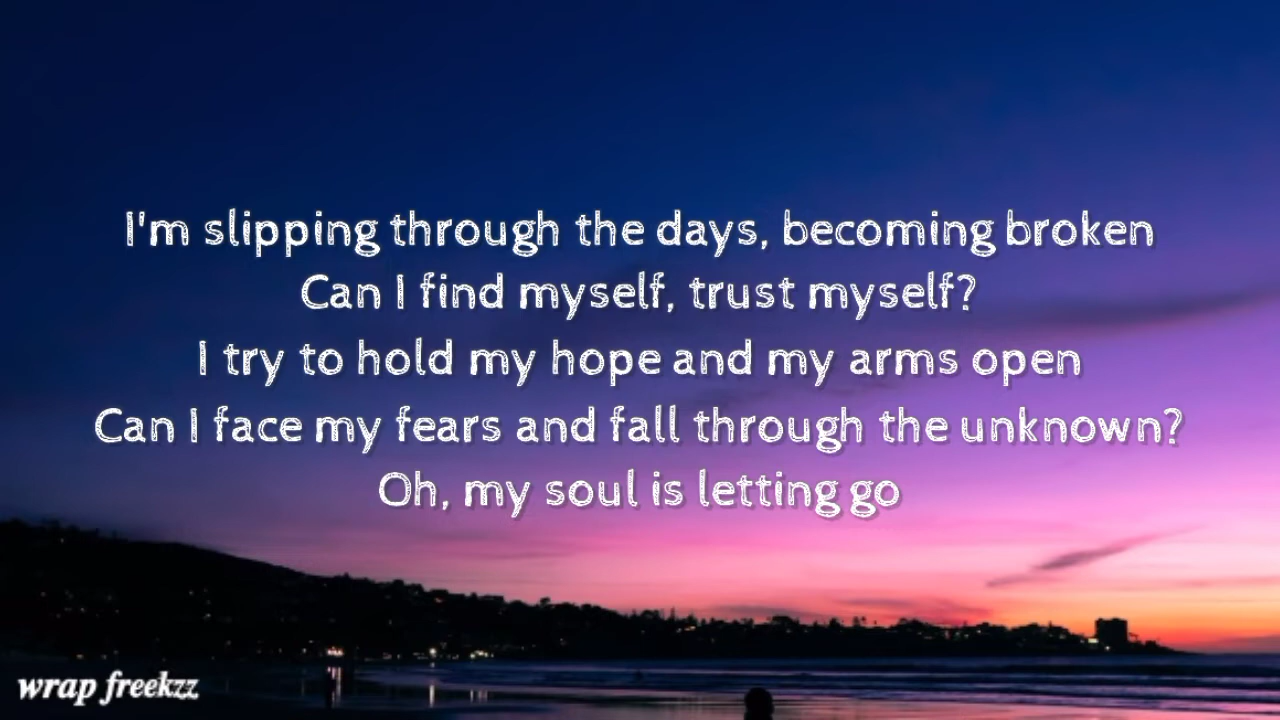 I'm slipping through the days, becoming broken
Can I find myself, trust myself?
I try to hold my hope and my arms open
Can I face my fears and fall through the unknown?
Oh, my soul is letting go
wrap freekzz